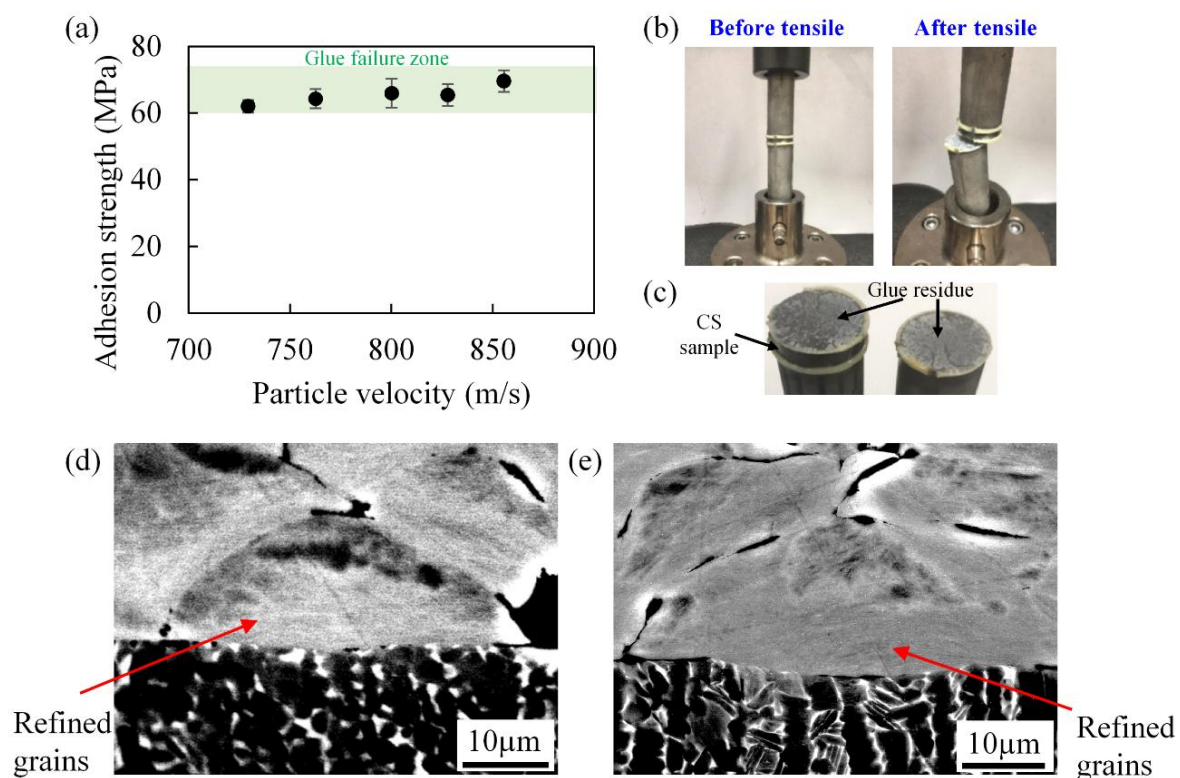 (a)
80
60
40
20
0
Adhesion strength (MPa)
Glue failure zone
700
750
800
850
900
Particle velocity (m/s)
(b)
Before tensile
After tensile
(c)
Glue residue
CS
sample
(d)
Refined
grains
10µm
(e)
10µm
Refined
grains